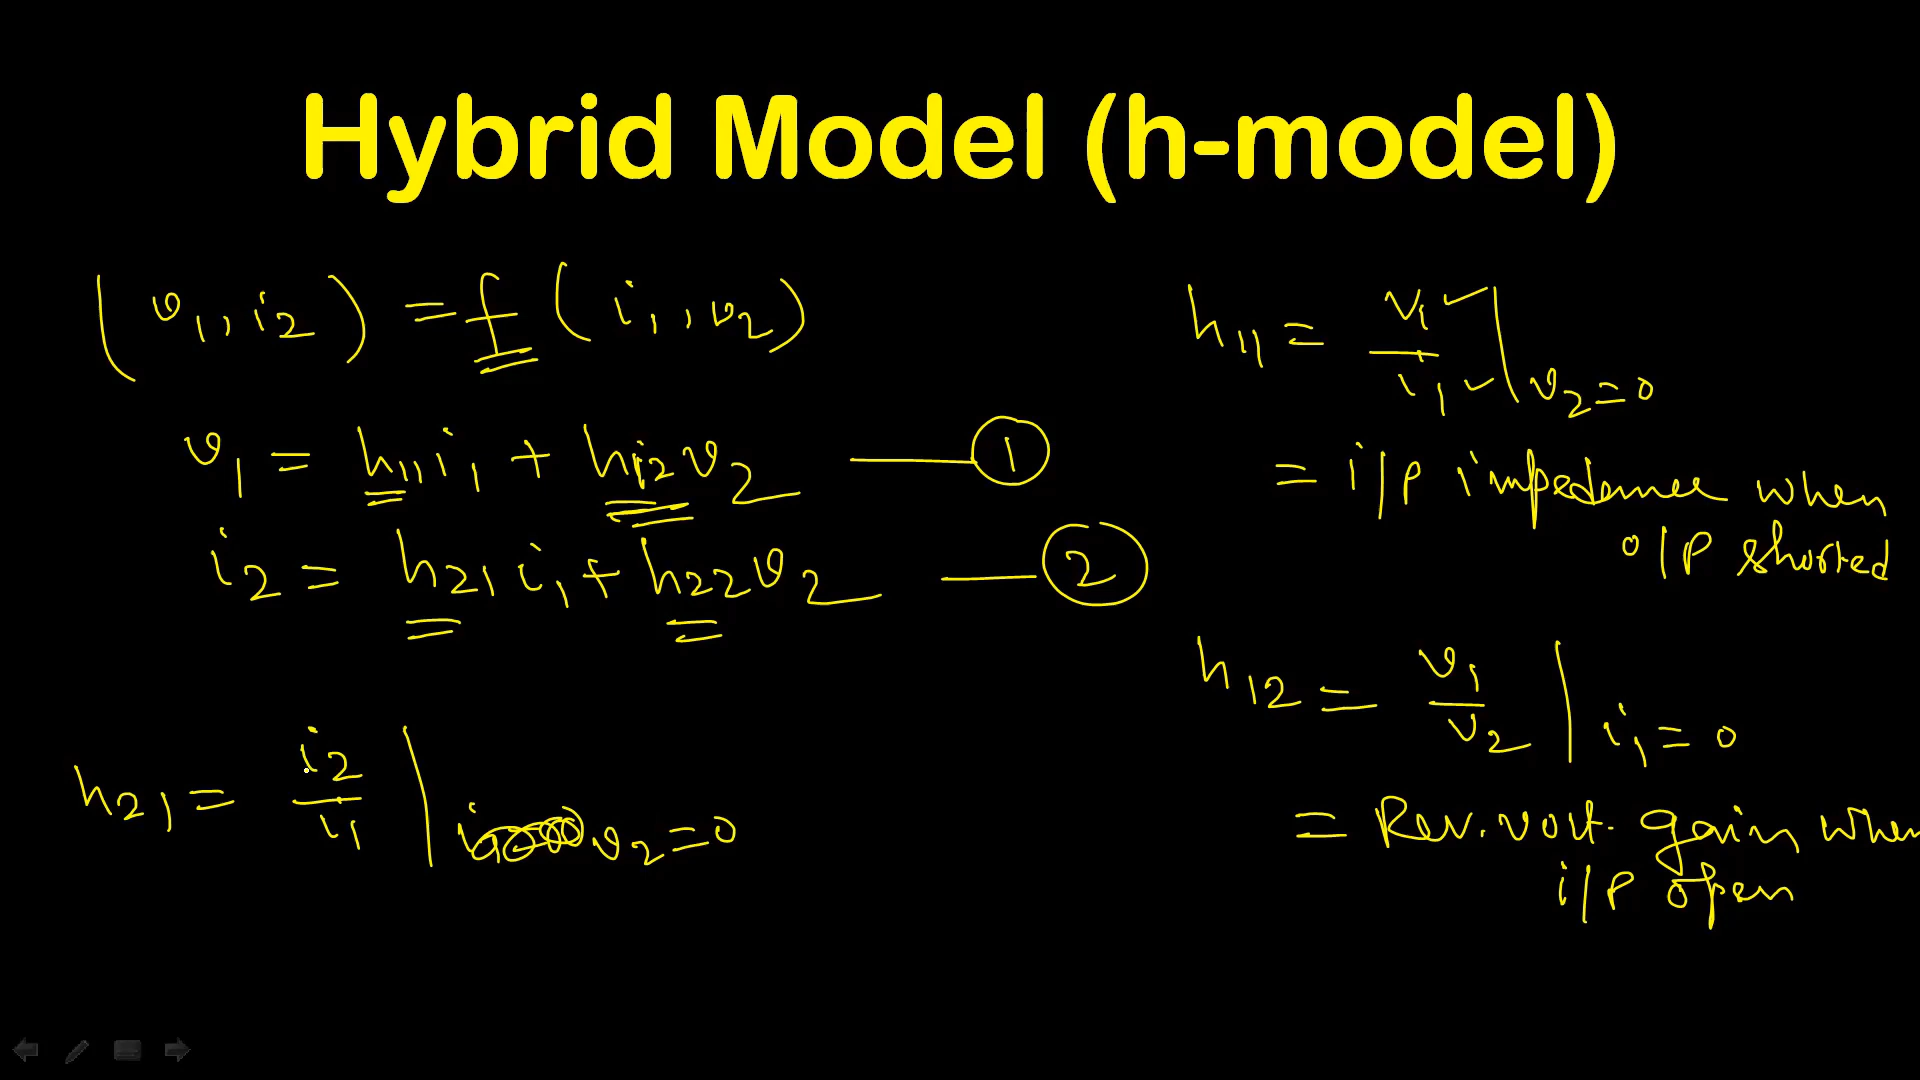 Hybrid Model (h-model)
(v1, i2) = f (i1, v2)
v1 = h11 i1 + h12 v2 — 1
i2 = h21 i1 + h22 v2 — 2
h21 = i2/i1 | v2 = 0
h11 = v1/i1 | v2 = 0
= i/p impedance when
o/p shorted
h12 = v1/v2 | i1 = 0
= Rev. volt. gain when
i/p open